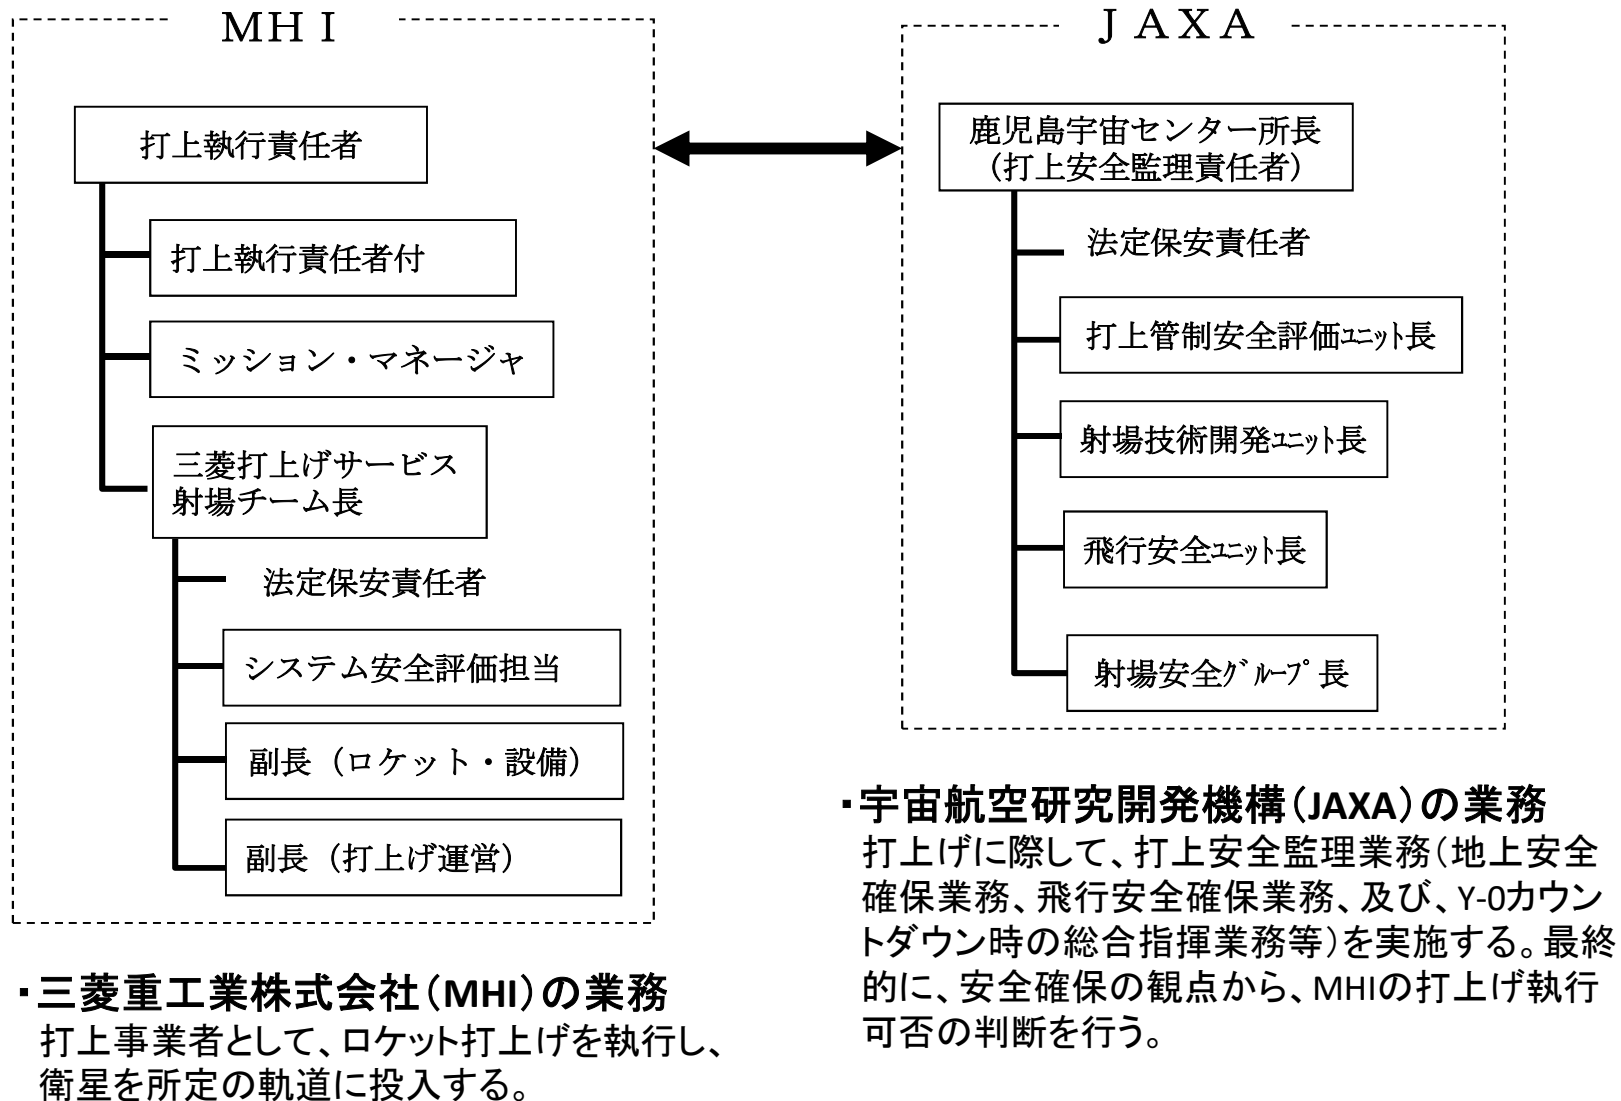 MHI
打上執行責任者
打上執行責任者付
ミッション・マネージャ
三菱打上げサービス
射場チーム長
法定保安責任者
システム安全評価担当
副長（ロケット・設備）
副長（打上げ運営）
・三菱重工業株式会社（MHI）の業務
打上事業者として、ロケット打上げを執行し、
衛星を所定の軌道に投入する。
JAXA
鹿児島宇宙センター所長
（打上安全監理責任者）
法定保安責任者
打上管制安全評価ﾕﾆｯﾄ長
射場技術開発ﾕﾆｯﾄ長
飛行安全ﾕﾆｯﾄ長
射場安全ｸﾞﾙｰﾌﾟ長
・宇宙航空研究開発機構（JAXA）の業務
打上げに際して、打上安全監理業務（地上安全
確保業務、飛行安全確保業務、及び、Y-0カウン
トダウン時の総合指揮業務等）を実施する。最終
的に、安全確保の観点から、MHIの打上げ執行
可否の判断を行う。